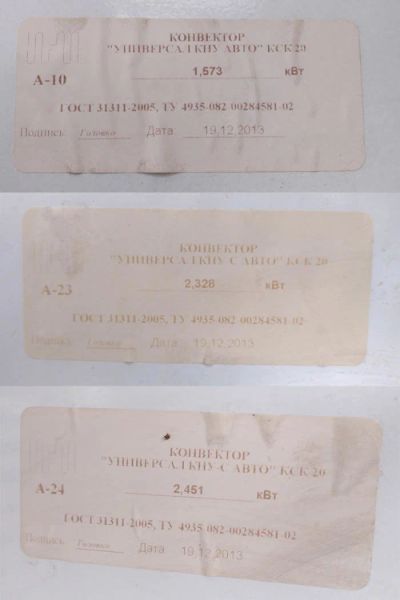 КОНВЕКТОР
"УНИВЕРСАЛ КНУ АВТО" КСК 20
А-10 1,573 кВт
ГОСТ 31311-2005, ТУ 4935-082-00284581-02
Подпись Головко Дата 19,12,2013
КОНВЕКТОР
"УНИВЕРСАЛ КНУ-С АВТО" КСК 20
А-23 2,328 кВт
ГОСТ 31311-2005, ТУ 4935-082-00284581-02
Подпись Головко Дата 19,12,2013
КОНВЕКТОР
"УНИВЕРСАЛ КНУ-С АВТО" КСК 20
А-24 2,451 кВт
ГОСТ 31311-2005, ТУ 4935-082-00284581-02
Подпись Головко Дата 19,12,2013